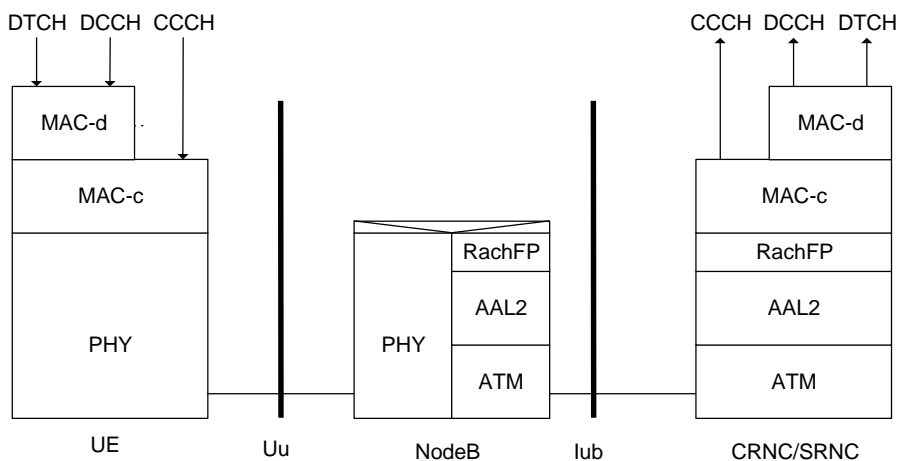 DTCH DCCH CCCH
CCCH DCCH DTCH
MAC-d
MAC-d
MAC-c
MAC-c
RachFP
RachFP
PHY
PHY
AAL2
AAL2
ATM
ATM
UE
Uu
NodeB
Iub
CRNC/SRNC